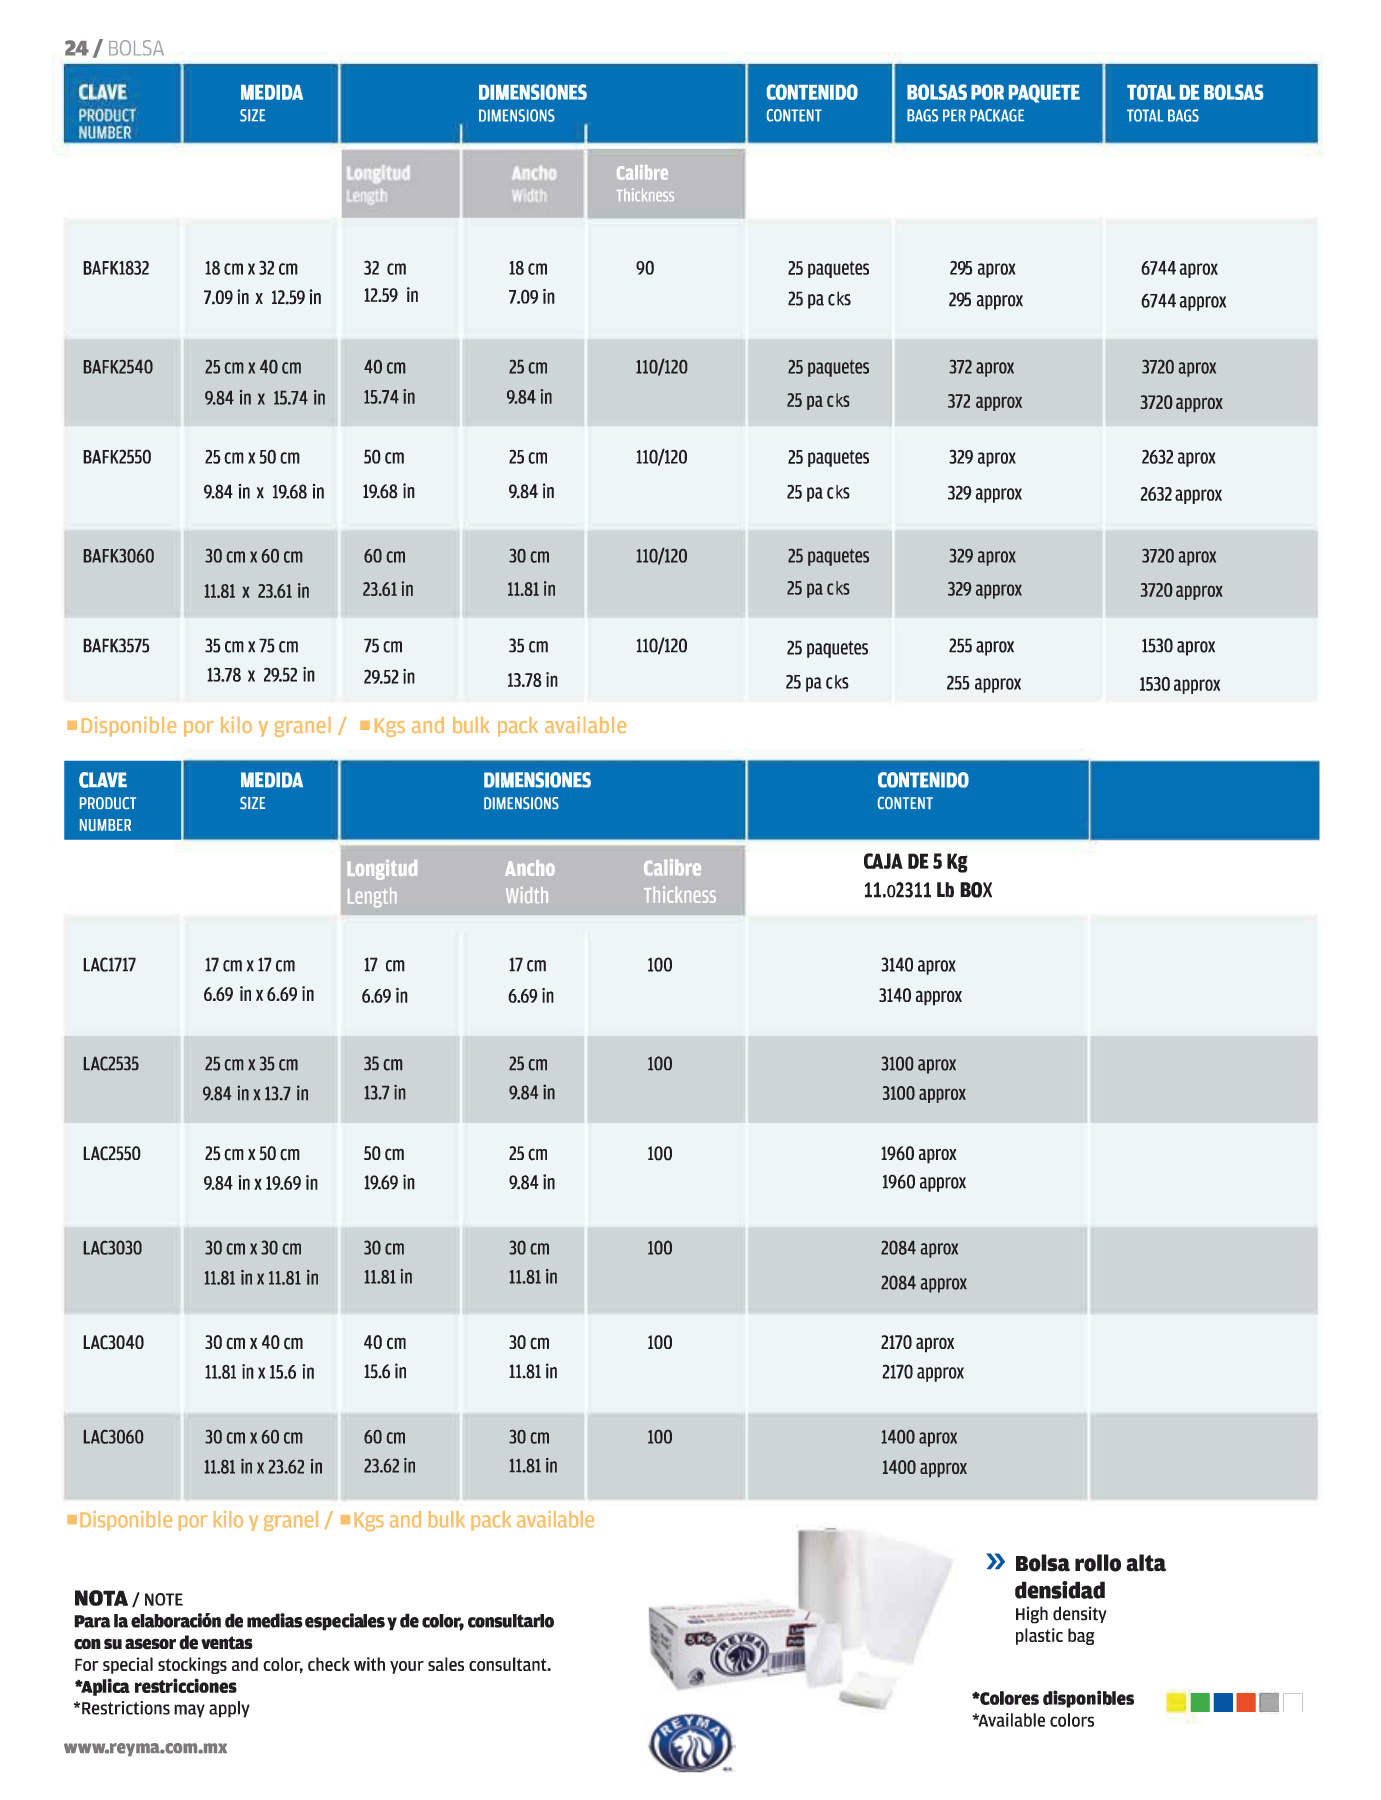 24 / BOLSA
CLAVE MEDIDA DIMENSIONES CONTENIDO BOLSAS POR PAQUETE TOTAL DE BOLSAS
PRODUCT SIZE DIMENSIONS CONTENT BAGS PER PACKAGE TOTAL BAGS
NUMBER
Longitud Ancho Calibre
Length Width Thickness
BAFK1832 18 cm x 32 cm 32 cm 18 cm 90 25 paquetes 295 aprox 6744 aprox
7.09 in x 12.59 in 12.59 in 7.09 in 25 pa cks 295 approx 6744 approx
BAFK2540 25 cm x 40 cm 40 cm 25 cm 110/120 25 paquetes 372 aprox 3720 aprox
9.84 in x 15.74 in 15.74 in 9.84 in 25 pa cks 372 approx 3720 approx
BAFK2550 25 cm x 50 cm 50 cm 25 cm 110/120 25 paquetes 329 aprox 2632 aprox
9.84 in x 19.68 in 19.68 in 9.84 in 25 pa cks 329 approx 2632 approx
BAFK3060 30 cm x 60 cm 60 cm 30 cm 110/120 25 paquetes 329 aprox 3720 aprox
11.81 x 23.61 in 23.61 in 11.81 in 25 pa cks 329 approx 3720 approx
BAFK3575 35 cm x 75 cm 75 cm 35 cm 110/120 25 paquetes 255 aprox 1530 aprox
13.78 x 29.52 in 29.52 in 13.78 in 25 pa cks 255 approx 1530 approx
■Disponible por kilo y granel / ■Kgs and bulk pack available
CLAVE MEDIDA DIMENSIONES CONTENIDO
PRODUCT SIZE DIMENSIONS CONTENT
NUMBER
Longitud Ancho Calibre CAJA DE 5 Kg
Length Width Thickness 11.02311 Lb BOX
LAC1717 17 cm x 17 cm 17 cm 17 cm 100 3140 aprox
6.69 in x 6.69 in 6.69 in 6.69 in 3140 approx
LAC2535 25 cm x 35 cm 35 cm 25 cm 100 3100 aprox
9.84 in x 13.7 in 13.7 in 9.84 in 3100 approx
LAC2550 25 cm x 50 cm 50 cm 25 cm 100 1960 aprox
9.84 in x 19.69 in 19.69 in 9.84 in 1960 approx
LAC3030 30 cm x 30 cm 30 cm 30 cm 100 2084 aprox
11.81 in x 11.81 in 11.81 in 11.81 in 2084 approx
LAC3040 30 cm x 40 cm 40 cm 30 cm 100 2170 aprox
11.81 in x 15.6 in 15.6 in 11.81 in 2170 approx
LAC3060 30 cm x 60 cm 60 cm 30 cm 100 1400 aprox
11.81 in x 23.62 in 23.62 in 11.81 in 1400 approx
■Disponible por kilo y granel / ■Kgs and bulk pack available
NOTA / NOTE
Para la elaboración de medias especiales y de color, consultarlo
con su asesor de ventas
For special stockings and color, check with your sales consultant.
*Aplica restricciones
*Restrictions may apply
www.reyma.com.mx
5 Kg
REYMA
REYMA
» Bolsa rollo alta
densidad
High density
plastic bag
*Colores disponibles
*Available colors